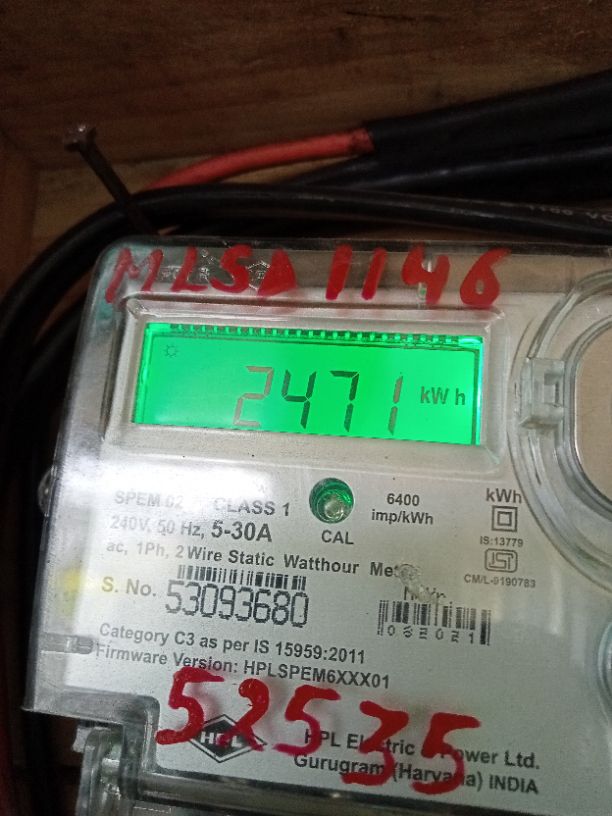 MLSD 1146
2471 kWh
SPEM 02 CLASS 1
240V, 50 Hz, 5-30A
6400
imp/kWh
CAL
kWh
IS:13779
CM/L-9190783
ac, 1Ph, 2 Wire Static Watthour
S. No. 53093680
082021
Category C3 as per IS 15959:2011
Firmware Version: HPLSPEM6XXX01
52535
HPL
HPL Electric Power Ltd.
Gurugram (Haryana) INDIA